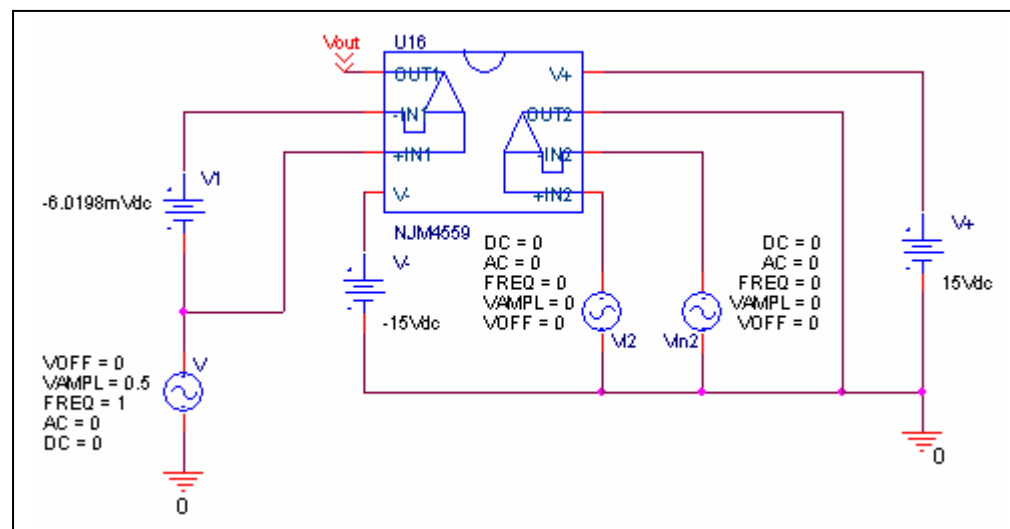 Vout
U16
OUT1
-IN1
+IN1
V-
V+
OUT2
-IN2
+IN2
NJM4559
V1
-6.0198mVdc
V-
-15Vdc
DC = 0
AC = 0
FREQ = 0
VAMPL = 0
VOFF = 0
VI2
DC = 0
AC = 0
FREQ = 0
VAMPL = 0
VOFF = 0
Vin2
V+
15Vdc
VOFF = 0
VAMPL = 0.5
FREQ = 1
AC = 0
DC = 0
V
0
0